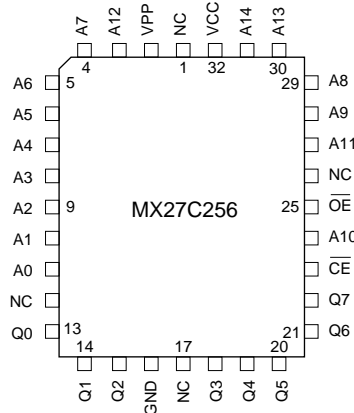 A7
A12
VPP
NC
VCC
A14
A13
4
1
32
30
A6
5
29
A8
A5
A9
A4
A11
A3
NC
A2
9
MX27C256
25
OE
A1
A10
A0
CE
NC
Q7
Q0
13
21
Q6
14
17
20
Q1
Q2
GND
NC
Q3
Q4
Q5